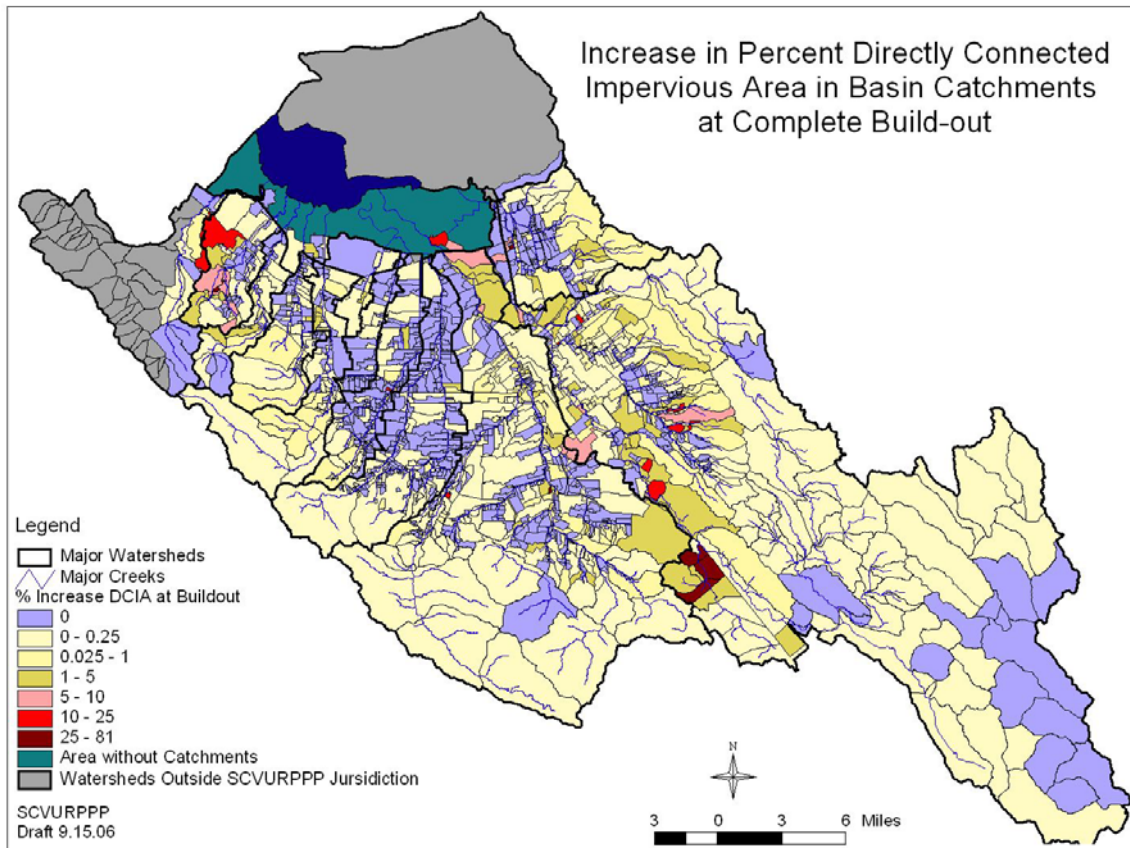 Increase in Percent Directly Connected
Impervious Area in Basin Catchments
at Complete Build-out
Legend
Major Watersheds
Major Creeks
% Increase DCIA at Buildout
0
0 - 0.25
0.025 - 1
1 - 5
5 - 10
10 - 25
25 - 81
Area without Catchments
Watersheds Outside SCVURPPP Jursidiction
SCVURPPP
Draft 9.15.06
N
3 0 3 6 Miles